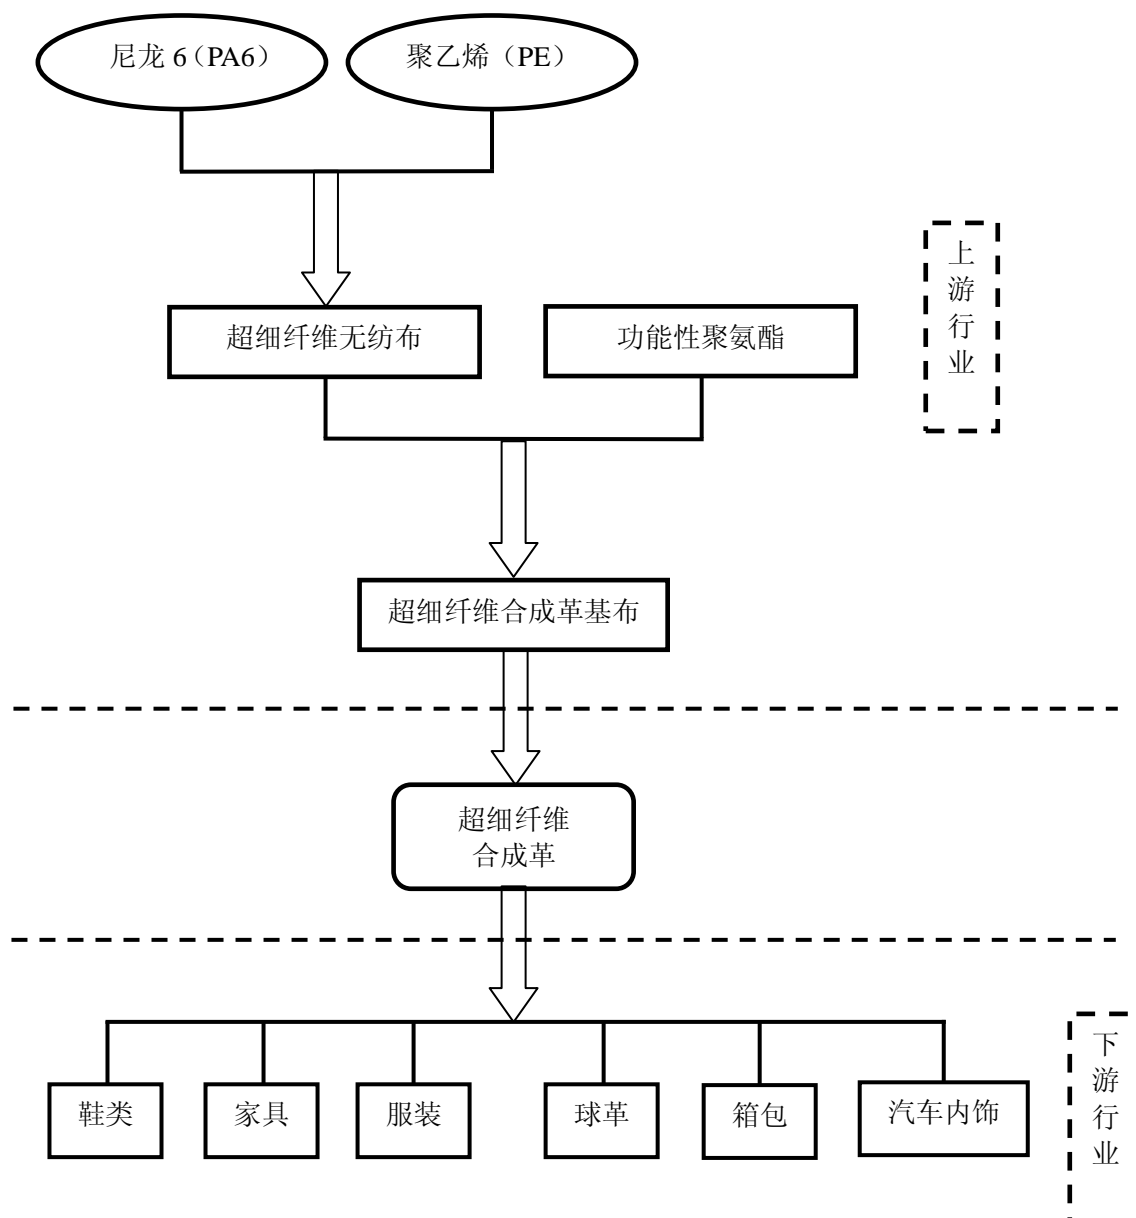 尼龙 6（PA6）
聚乙烯（PE）
上游行业
超细纤维无纺布
功能性聚氨酯
超细纤维合成革基布
超细纤维
合成革
鞋类
家具
服装
球革
箱包
汽车内饰
下游行业